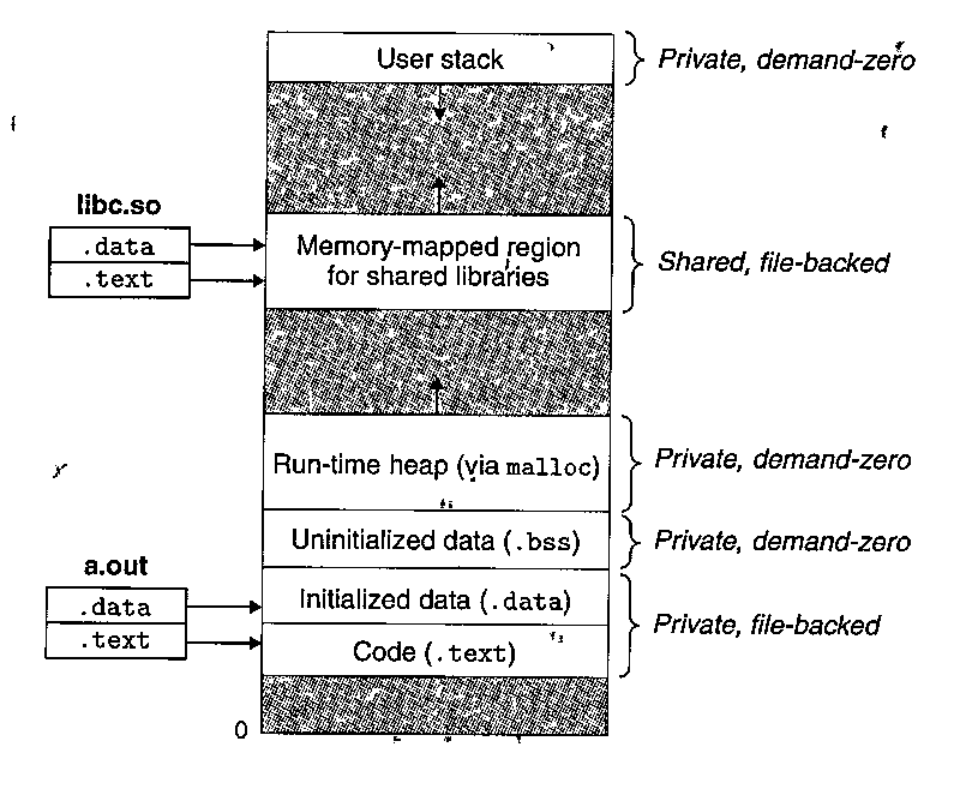 User stack
Private, demand-zero
libc.so
.data
.text
Memory-mapped region
for shared libraries
Shared, file-backed
Run-time heap (via malloc)
Private, demand-zero
Uninitialized data (.bss)
Private, demand-zero
a.out
.data
.text
Initialized data (.data)
Code (.text)
Private, file-backed
0